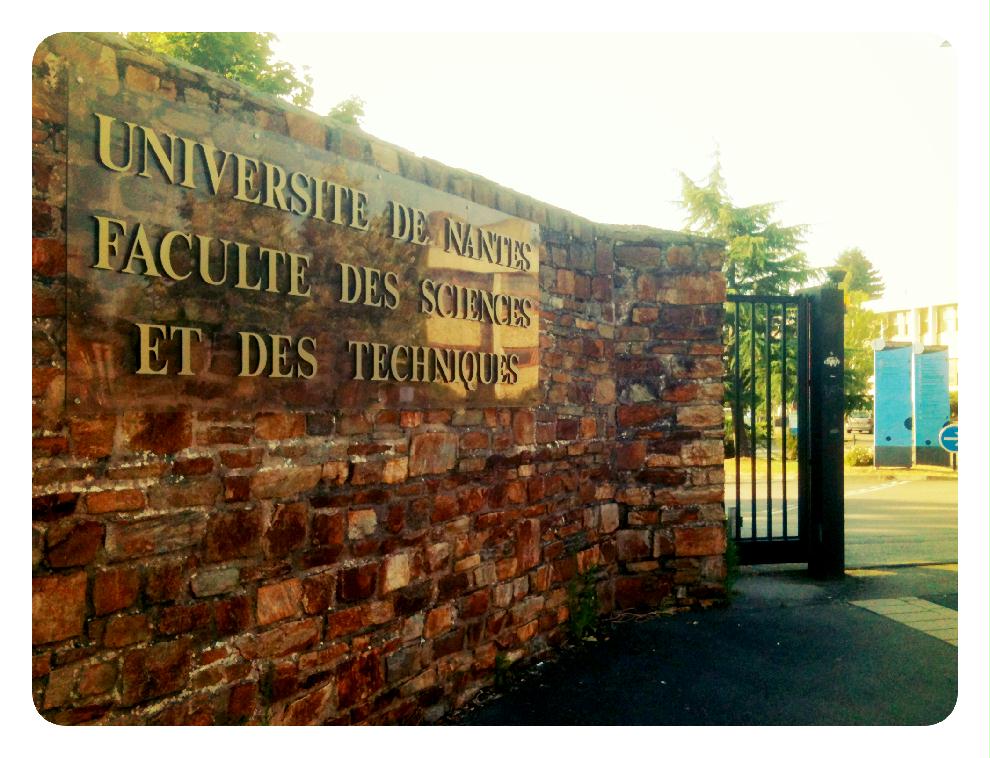 UNIVERSITE DE NANTES
FACULTE DES SCIENCES
ET DES TECHNIQUES